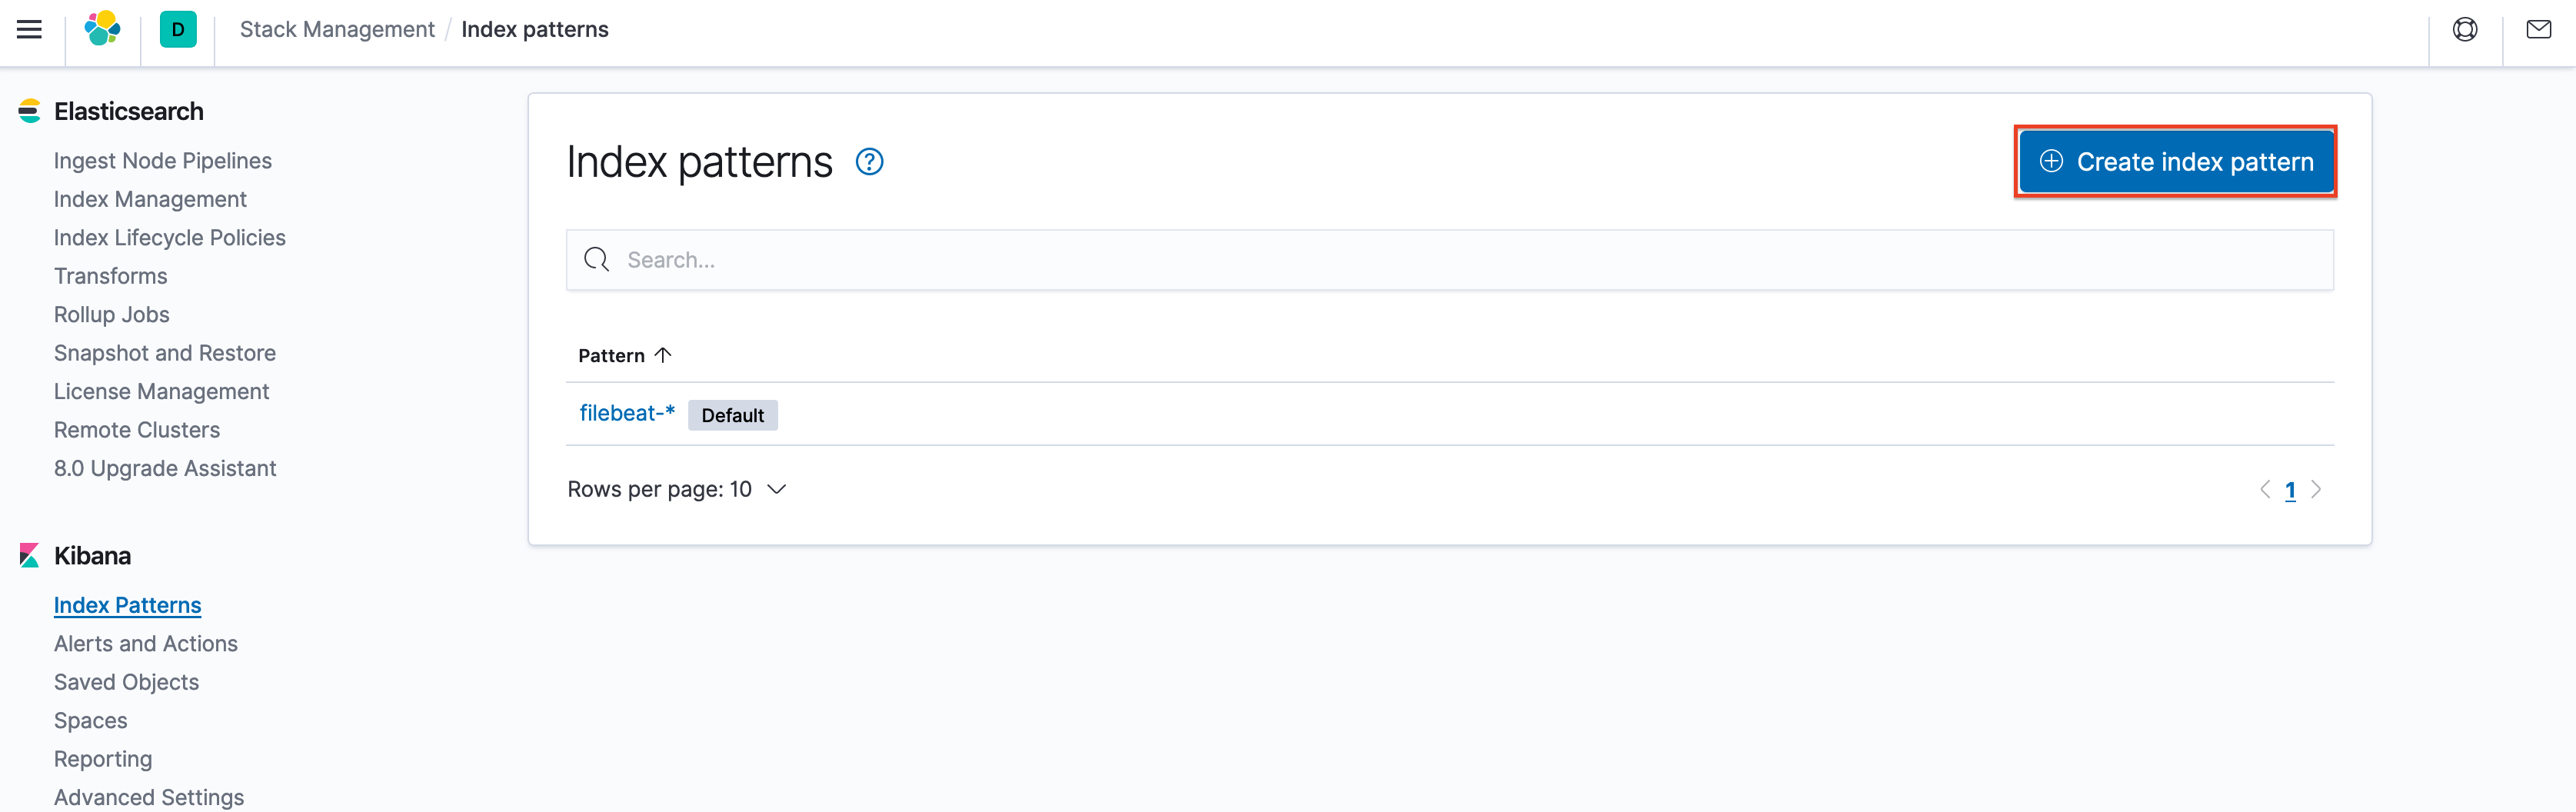 D
Stack Management / Index patterns
Elasticsearch
Ingest Node Pipelines
Index Management
Index Lifecycle Policies
Transforms
Rollup Jobs
Snapshot and Restore
License Management
Remote Clusters
8.0 Upgrade Assistant
Kibana
Index Patterns
Alerts and Actions
Saved Objects
Spaces
Reporting
Advanced Settings
Index patterns
Create index pattern
Search...
Pattern
filebeat-* Default
Rows per page: 10
1